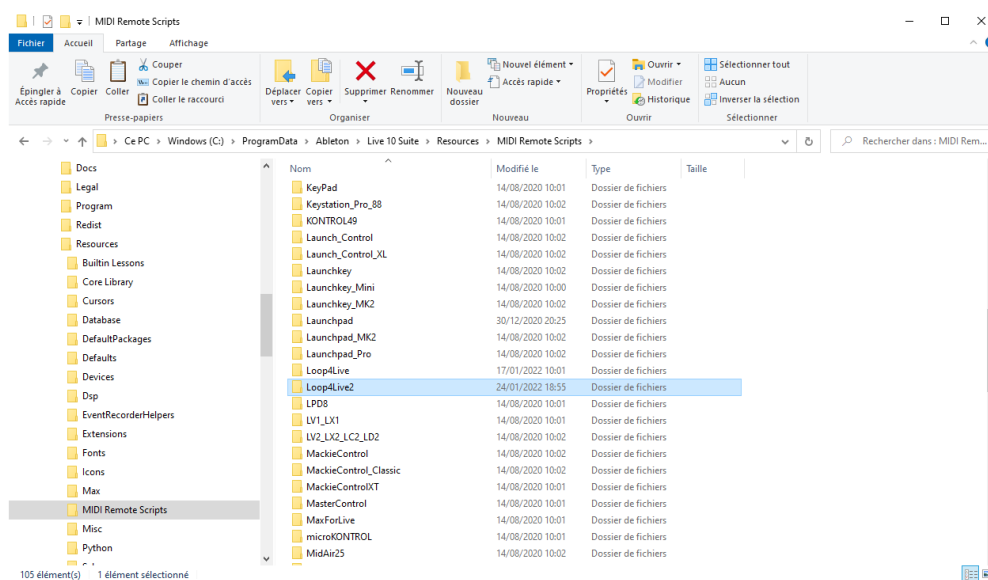 MIDI Remote Scripts
Fichier Accueil Partage Affichage
Épingler à Accès rapide
Copier
Coller
Couper
Copier le chemin d'accès
Coller le raccourci
Presse-papiers
Déplacer vers
Copier vers
Supprimer
Renommer
Organiser
Nouveau dossier
Nouvel élément
Accès rapide
Nouveau
Propriétés
Ouvrir
Modifier
Historique
Ouvrir
Sélectionner tout
Aucun
Inverser la sélection
Sélectionner
Ce PC > Windows (C:) > ProgramData > Ableton > Live 10 Suite > Resources > MIDI Remote Scripts >
Rechercher dans : MIDI Rem...
Docs
Legal
Program
Redist
Resources
Builtin Lessons
Core Library
Cursors
Database
DefaultPackages
Defaults
Devices
Dsp
EventRecorderHelpers
Extensions
Fonts
Icons
Max
MIDI Remote Scripts
Misc
Python
Nom Modifié le Type Taille
KeyPad 14/08/2020 10:01 Dossier de fichiers
Keystation_Pro_88 14/08/2020 10:02 Dossier de fichiers
KONTROL49 14/08/2020 10:01 Dossier de fichiers
Launch_Control 14/08/2020 10:02 Dossier de fichiers
Launch_Control_XL 14/08/2020 10:02 Dossier de fichiers
Launchkey 14/08/2020 10:02 Dossier de fichiers
Launchkey_Mini 14/08/2020 10:00 Dossier de fichiers
Launchkey_MK2 14/08/2020 10:02 Dossier de fichiers
Launchpad 30/12/2020 20:25 Dossier de fichiers
Launchpad_MK2 14/08/2020 10:02 Dossier de fichiers
Launchpad_Pro 14/08/2020 10:02 Dossier de fichiers
Loop4Live 17/01/2022 10:01 Dossier de fichiers
Loop4Live2 24/01/2022 18:55 Dossier de fichiers
LPD8 14/08/2020 10:01 Dossier de fichiers
LV1_LX1 14/08/2020 10:01 Dossier de fichiers
LV2_LX2_LC2_LD2 14/08/2020 10:02 Dossier de fichiers
MackieControl 14/08/2020 10:02 Dossier de fichiers
MackieControl_Classic 14/08/2020 10:02 Dossier de fichiers
MackieControlXT 14/08/2020 10:01 Dossier de fichiers
MasterControl 14/08/2020 10:01 Dossier de fichiers
MaxForLive 14/08/2020 10:01 Dossier de fichiers
microKONTROL 14/08/2020 10:01 Dossier de fichiers
MidAir25 14/08/2020 10:02 Dossier de fichiers
105 élément(s) 1 élément sélectionné